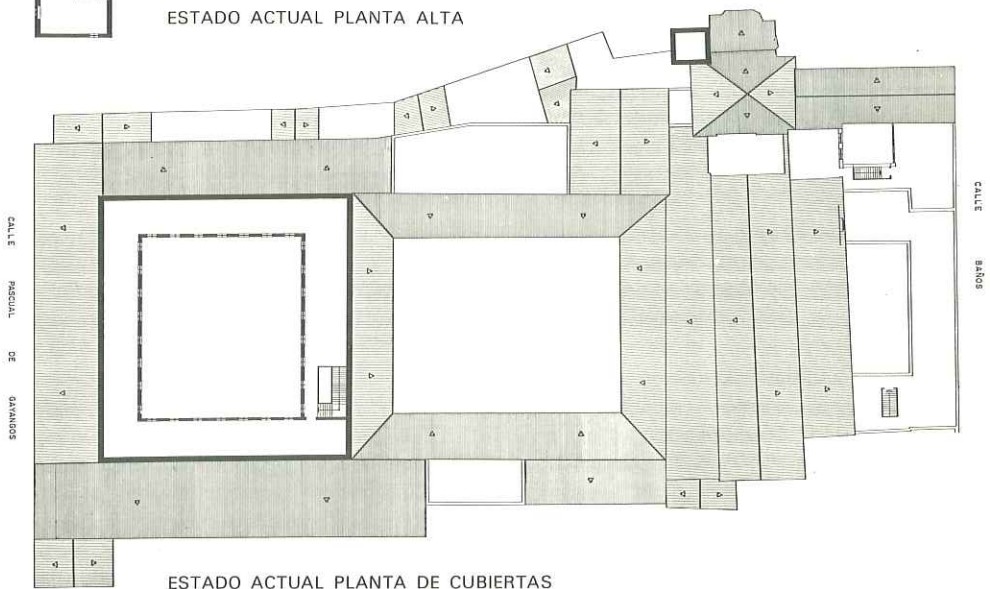 ESTADO ACTUAL PLANTA ALTA
CALLE PASCUAL DE GAYANGOS
CALLE BAÑOS
ESTADO ACTUAL PLANTA DE CUBIERTAS